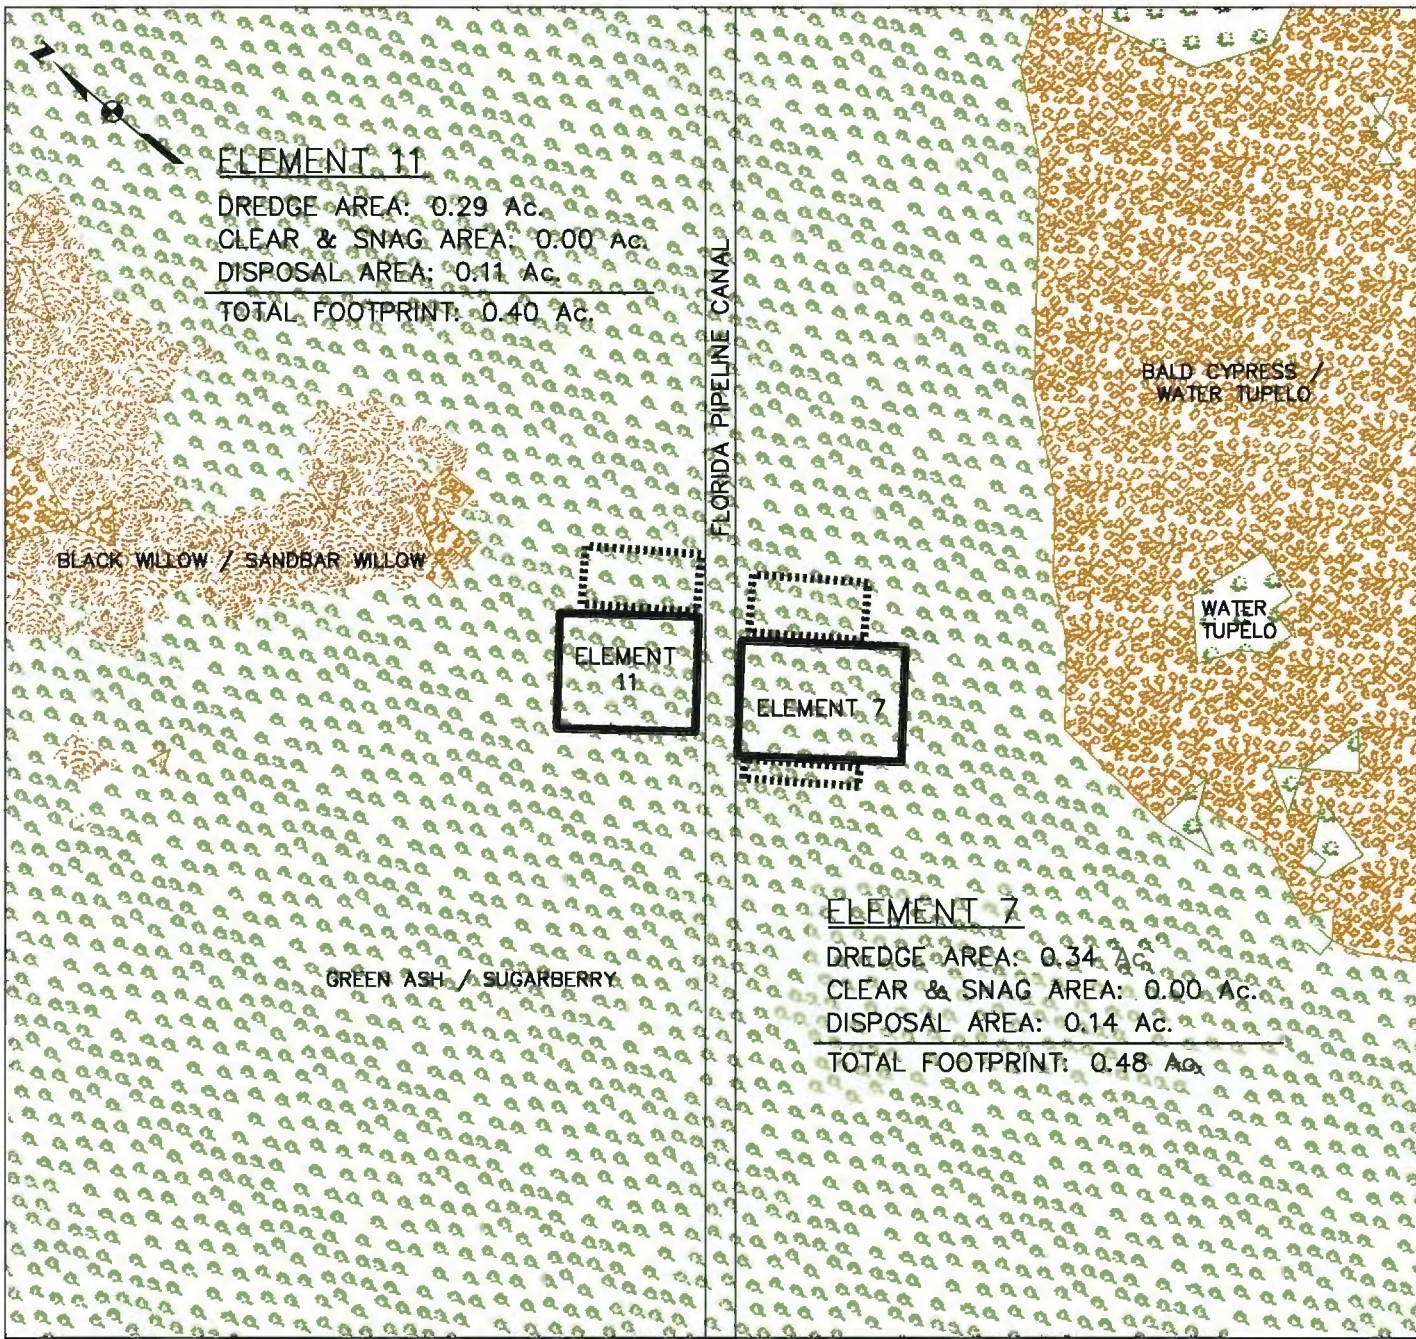 N
ELEMENT 11
DREDGE AREA: 0.29 Ac.
CLEAR & SNAG AREA: 0.00 Ac.
DISPOSAL AREA: 0.11 Ac.
TOTAL FOOTPRINT: 0.40 Ac.
FLORIDA PIPELINE CANAL
BALD CYPRESS /
WATER TUPELO
BLACK WILLOW / SANDBAR WILLOW
WATER
TUPELO
ELEMENT
11
ELEMENT 7
ELEMENT 7
DREDGE AREA: 0.34 Ac.
CLEAR & SNAG AREA: 0.00 Ac.
DISPOSAL AREA: 0.14 Ac.
TOTAL FOOTPRINT: 0.48 Ac.
GREEN ASH / SUGARBERRY